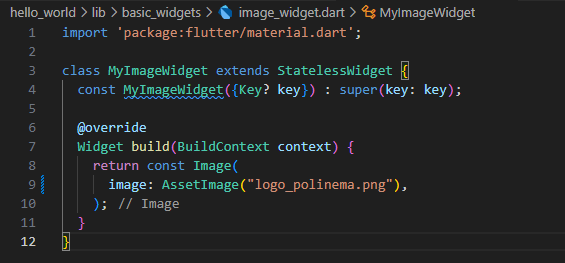 hello_world > lib > basic_widgets > image_widget.dart > MyImageWidget
1 import 'package:flutter/material.dart';
2
3 class MyImageWidget extends StatelessWidget {
4   const MyImageWidget({Key? key}) : super(key: key);
5
6   @override
7   Widget build(BuildContext context) {
8     return const Image(
9       image: AssetImage("logo_polinema.png"),
10     ); // Image
11   }
12 }